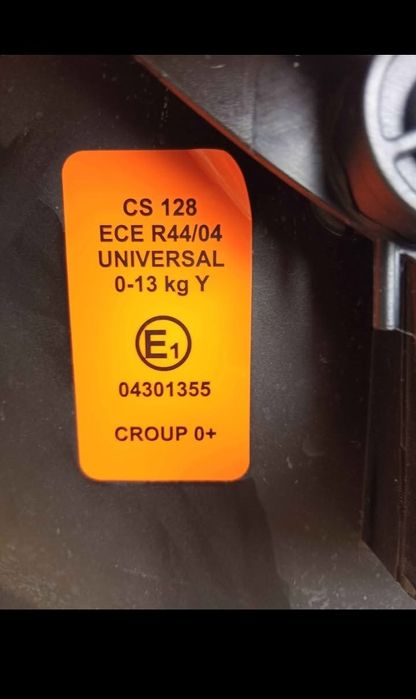 CS 128
ECE R44/04
UNIVERSAL
0-13 kg Y
E1
04301355
CROUP 0+